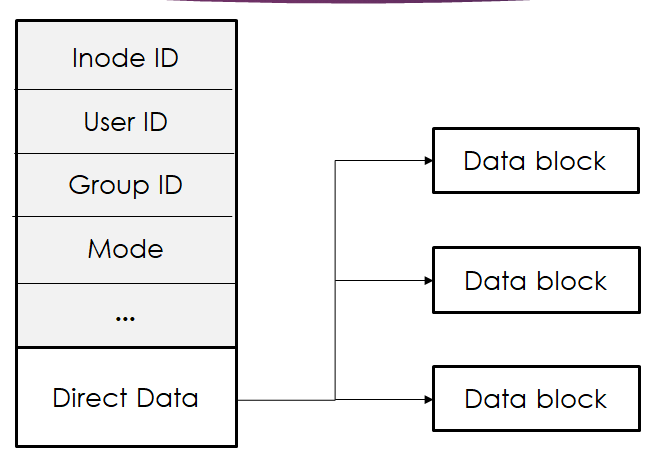 Inode ID
User ID
Group ID
Mode
...
Direct Data
Data block
Data block
Data block